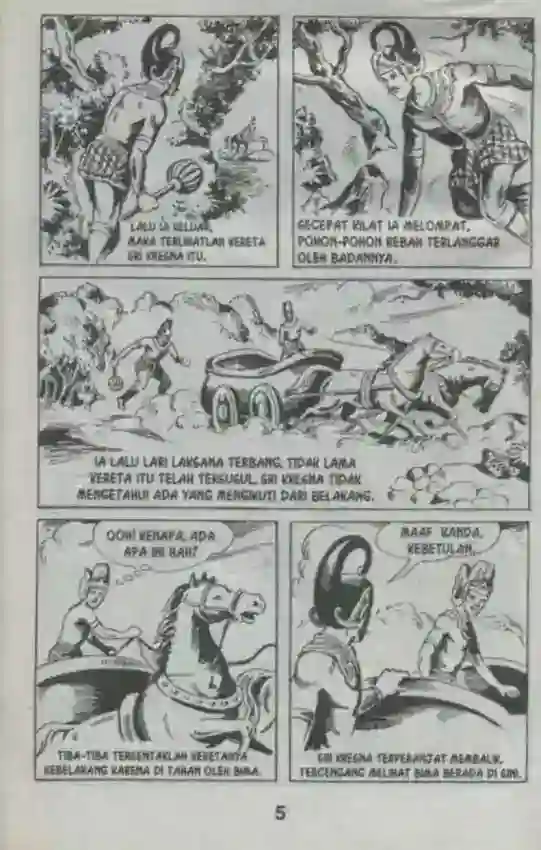 LALU IA KELUAR,
MAKA TERLIHATLAH KERETA
SRI KRESNA ITU.
SECEPAT KILAT IA MELOMPAT,
POHON-POHON REBAH TERLANGGAR
OLEH BADANNYA.
IA LALU LARI LAKSANA TERBANG, TIDAK LAMA
KERETA ITU TELAH TERSUSUL. SRI KRESNA TIDAK
MENGETAHUI ADA YANG MENGIKUTI DARI BELAKANG.
OOH! KENAPA, ADA
APA INI HAH?
TIBA-TIBA TERSENTAKLAH KERETANYA
KEBELAKANG KARENA DI TAHAN OLEH BIMA.
MAAF KANDA,
KEBETULAN..
SRI KRESNA TERPERANJAT MEMBALIK,
TERCENGANG MELIHAT BIMA BERADA DI SINI.
5